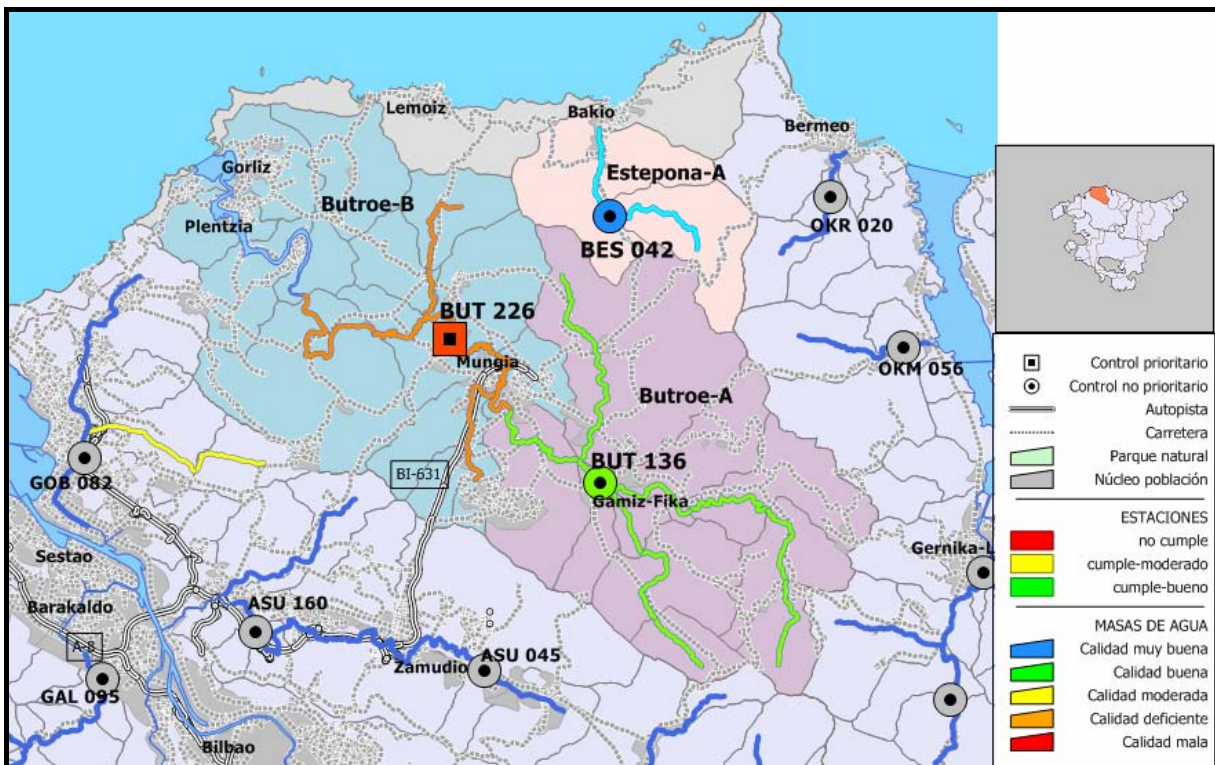 Lemoiz
Bakio
Bermeo
Gorliz
Estepona-A
Butroe-B
Plentzia
OKR 020
BES 042
BUT 226
Mungia
OKM 056
Butroe-A
BUT 136
BI-631
GOB 082
Gamiz-Fika
Sestao
Gernika-L
Barakaldo
ASU 160
A-8
Zamudio
ASU 045
GAL 095
Bilbao
Control prioritario
Control no prioritario
Autopista
Carretera
Parque natural
Núcleo población
ESTACIONES
no cumple
cumple-moderado
cumple-bueno
MASAS DE AGUA
Calidad muy buena
Calidad buena
Calidad moderada
Calidad deficiente
Calidad mala